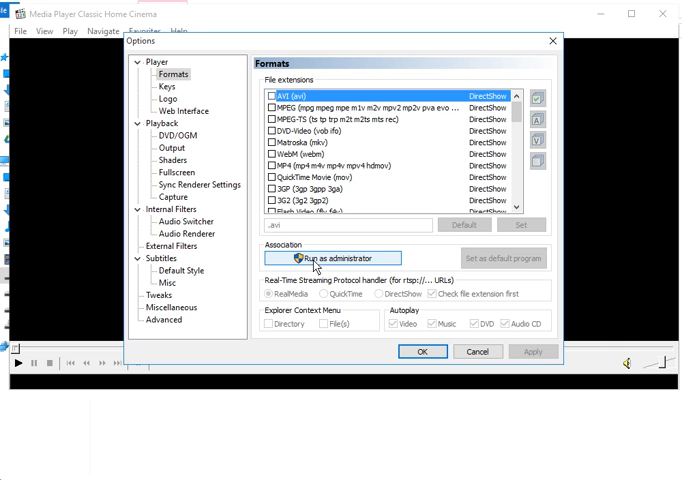 Media Player Classic Home Cinema
File View Play Navigate Favorites Help
Options
Player
Formats
Keys
Logo
Web Interface
Playback
DVD/OGM
Output
Shaders
Fullscreen
Sync Renderer Settings
Capture
Internal Filters
Audio Switcher
Audio Renderer
External Filters
Subtitles
Default Style
Misc
Tweaks
Miscellaneous
Advanced
Formats
File extensions
AVI (avi) DirectShow
MPEG (mpg mpeg mpe m1v m2v mpv2 mp2v pva evo ... DirectShow
MPEG-TS (ts tp trp m2t m2ts mts rec) DirectShow
DVD-Video (vob ifo) DirectShow
Matroska (mkv) DirectShow
WebM (webm) DirectShow
MP4 (mp4 m4v mp4v mpv4 hdmov) DirectShow
QuickTime Movie (mov) DirectShow
3GP (3gp 3gpp 3ga) DirectShow
3G2 (3g2 3gp2) DirectShow
Flash Video (flv f4v) DirectShow
.avi Default Set
Association
Run as administrator Set as default program
Real-Time Streaming Protocol handler (for rtsp://... URLs)
RealMedia QuickTime DirectShow Check file extension first
Explorer Context Menu Autoplay
Directory File(s) Video Music DVD Audio CD
OK Cancel Apply